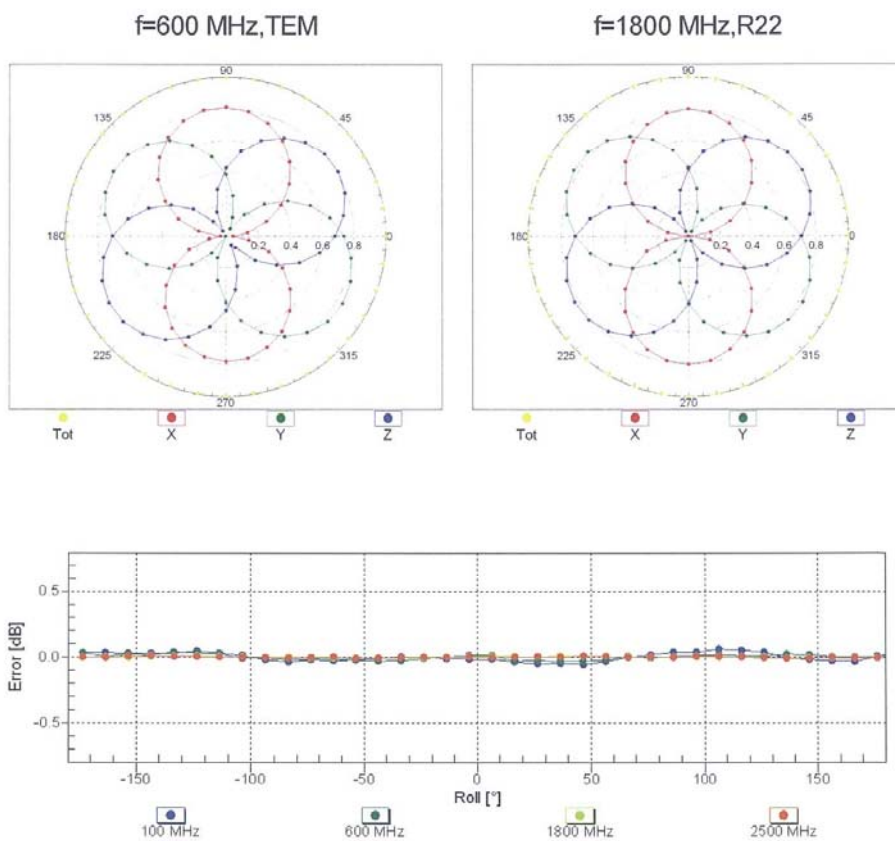 f=600 MHz,TEM
f=1800 MHz,R22
90
135
45
180
0.2 0.4 0.6 0.8
0
225
315
270
Tot
X
Y
Z
90
135
45
180
0.2 0.4 0.6 0.8
0
225
315
270
Tot
X
Y
Z
Error [dB]
0.5
0.0
-0.5
-150
-100
-50
0
50
100
150
Roll [°]
100 MHz
600 MHz
1800 MHz
2500 MHz